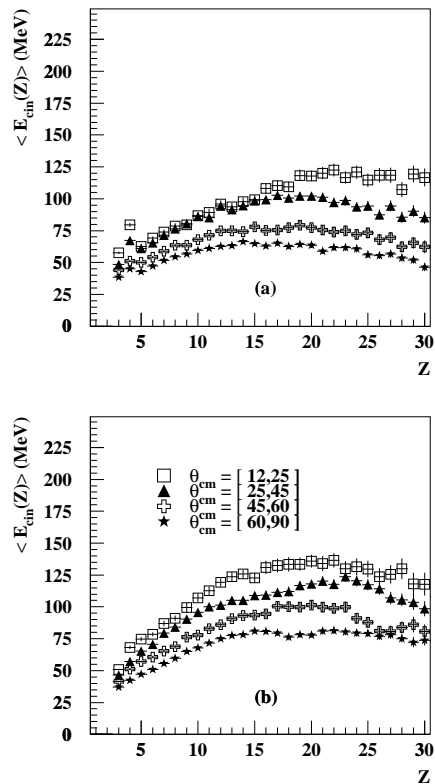 < E_cin(Z) > (MeV)
225
200
175
150
125
100
75
50
25
0
(a)
5 10 15 20 25 30
Z
< E_cin(Z) > (MeV)
225
200
175
150
125
100
75
50
25
0
θ_cm = [ 12,25 ]
θ_cm = [ 25,45 ]
θ_cm = [ 45,60 ]
θ_cm = [ 60,90 ]
(b)
5 10 15 20 25 30
Z